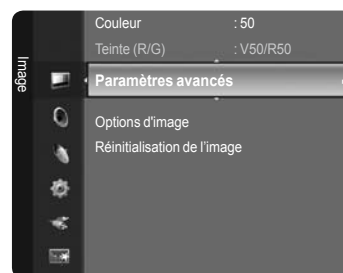 Image
Couleur : 50
Teinte (R/G) : V50/R50
Paramètres avancés
Options d'image
Réinitialisation de l'image